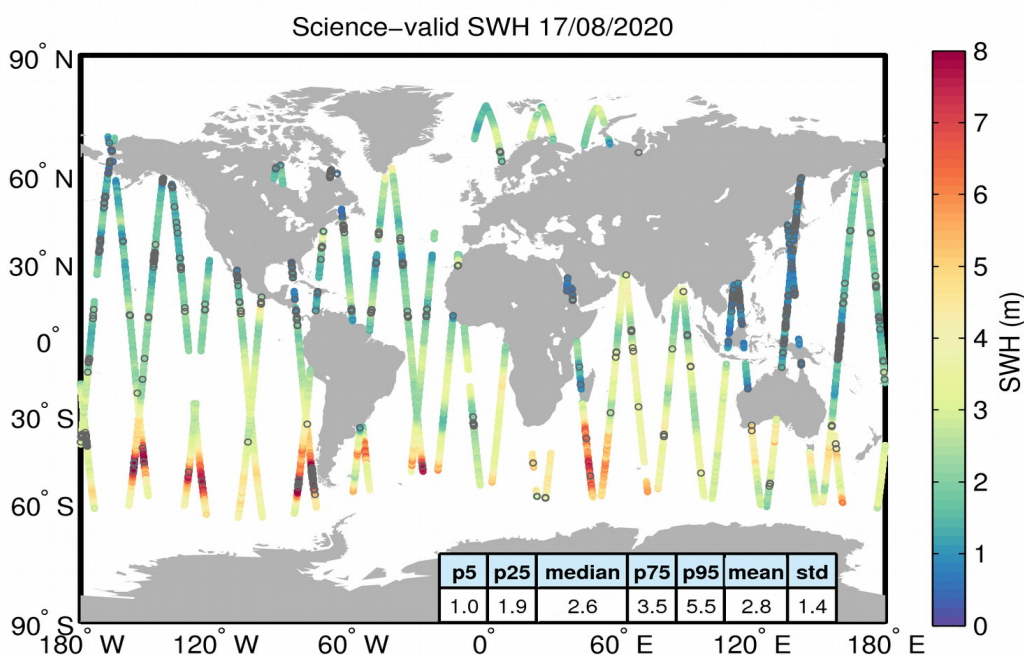 Science−valid SWH 17/08/2020
90° N
60° N
30° N
0°
30° S
60° S
90° S
180° W
120° W
60° W
0°
60° E
120° E
180° E
p5 p25 median p75 p95 mean std
1.0 1.9 2.6 3.5 5.5 2.8 1.4
8
7
6
5
4
3
2
1
0
SWH (m)